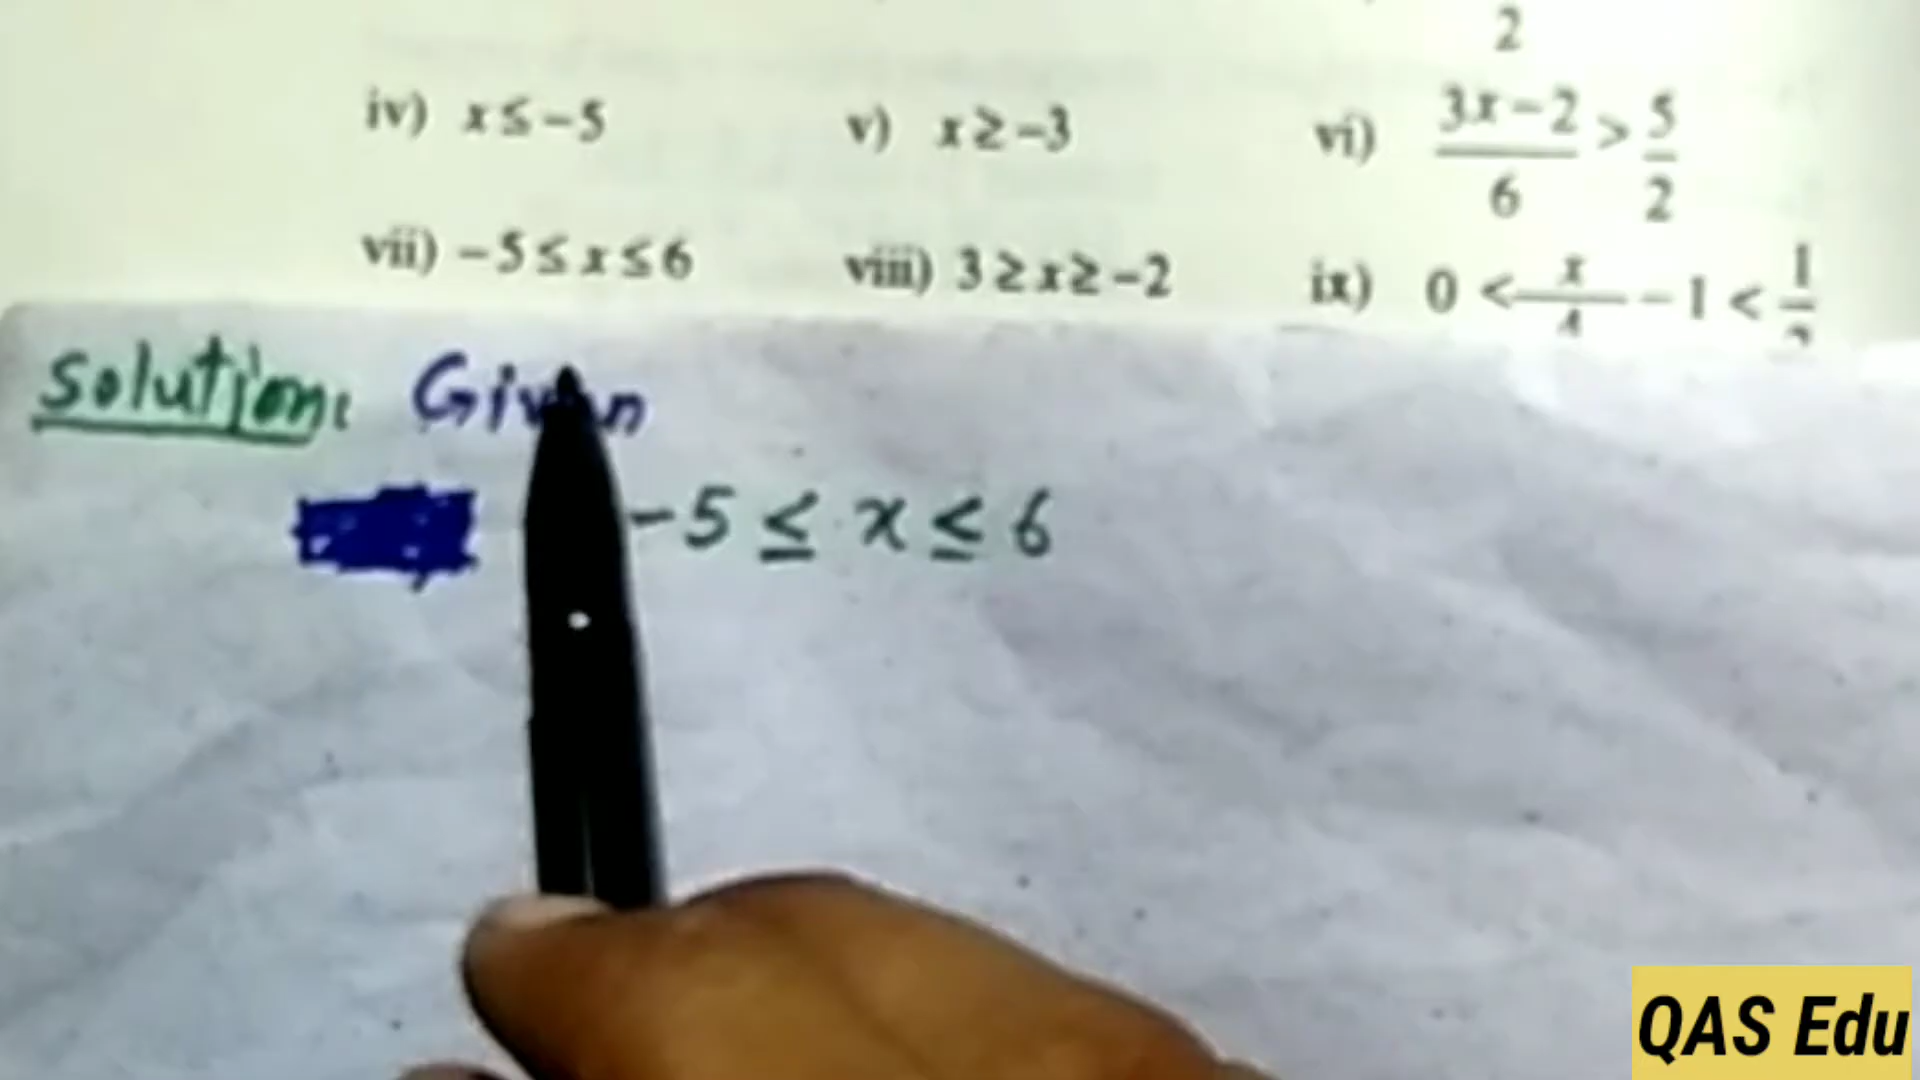 2
iv) x ≤ -5 v) x ≥ -3 vi) 3x-2/6 > 5/2
vii) -5 ≤ x ≤ 6 viii) 3 ≥ x ≥ -2 ix) 0 < x/4 - 1 < 1/
Solution: Given
-5 ≤ x ≤ 6
QAS Edu